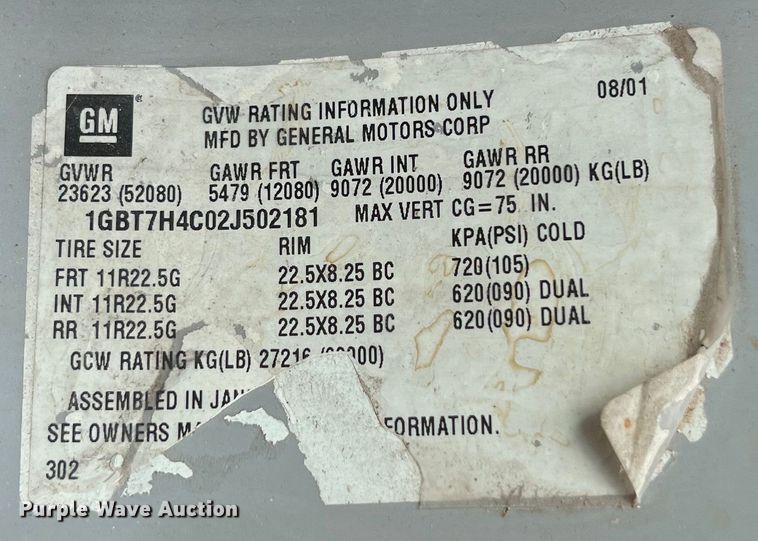 GM
GVW RATING INFORMATION ONLY 08/01
MFD BY GENERAL MOTORS CORP
GVWR GAWR FRT GAWR INT GAWR RR
23623 (52080) 5479 (12080) 9072 (20000) 9072 (20000) KG(LB)
1GBT7H4C02J502181 MAX VERT CG=75 IN.
TIRE SIZE RIM KPA(PSI) COLD
FRT 11R22.5G 22.5X8.25 BC 720(105)
INT 11R22.5G 22.5X8.25 BC 620(090) DUAL
RR 11R22.5G 22.5X8.25 BC 620(090) DUAL
GCW RATING KG(LB) 27216
ASSEMBLED IN
SEE OWNERS
302
Purple Wave Auction